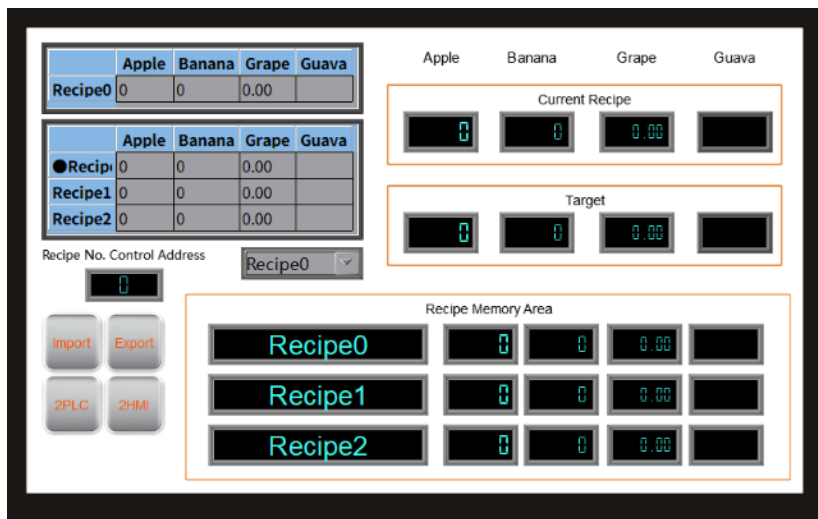 Apple Banana Grape Guava
Recipe0 0 0 0.00
Apple Banana Grape Guava
Recip 0 0 0.00
Recipe1 0 0 0.00
Recipe2 0 0 0.00
Recipe No. Control Address
0
Recipe0
Import Export
2PLC 2HMI
Apple Banana Grape Guava
Current Recipe
0 0 0.00
Target
0 0 0.00
Recipe Memory Area
Recipe0 0 0 0.00
Recipe1 0 0 0.00
Recipe2 0 0 0.00